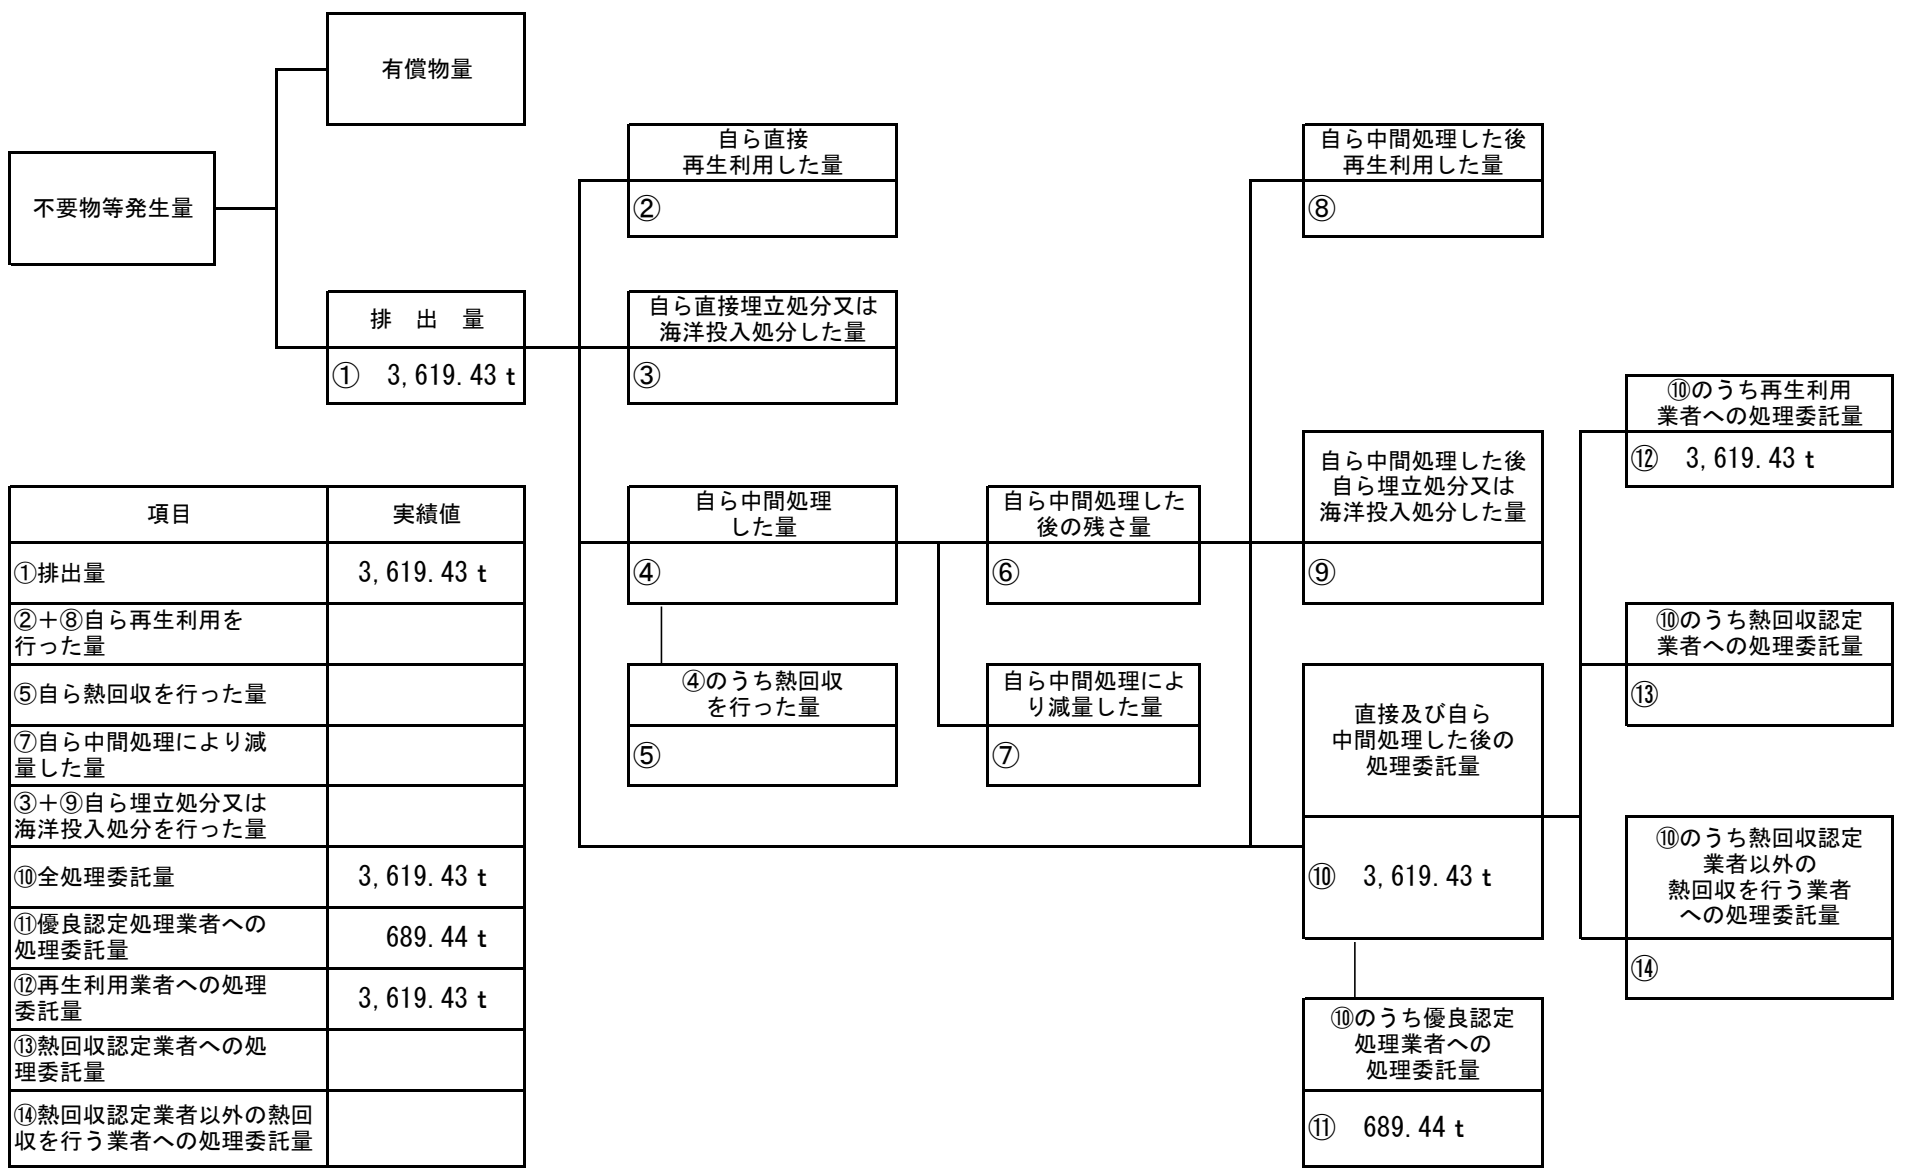 有償物量
不要物等発生量
排　出　量
① 3,619.43 t
自ら直接
再生利用した量
②
自ら直接埋立処分又は
海洋投入処分した量
③
自ら中間処理
した量
④
④のうち熱回収
を行った量
⑤
自ら中間処理した
後の残さ量
⑥
自ら中間処理によ
り減量した量
⑦
自ら中間処理した後
再生利用した量
⑧
自ら中間処理した後
自ら埋立処分又は
海洋投入処分した量
⑨
直接及び自ら
中間処理した後の
処理委託量
⑩ 3,619.43 t
⑩のうち優良認定
処理業者への
処理委託量
⑪ 689.44 t
⑩のうち再生利用
業者への処理委託量
⑫ 3,619.43 t
⑩のうち熱回収認定
業者への処理委託量
⑬
⑩のうち熱回収認定
業者以外の
熱回収を行う業者
への処理委託量
⑭
項目 実績値
①排出量 3,619.43 t
②＋⑧自ら再生利用を
行った量
⑤自ら熱回収を行った量
⑦自ら中間処理により減
量した量
③＋⑨自ら埋立処分又は
海洋投入処分を行った量
⑩全処理委託量 3,619.43 t
⑪優良認定処理業者への
処理委託量 689.44 t
⑫再生利用業者への処理
委託量 3,619.43 t
⑬熱回収認定業者への処
理委託量
⑭熱回収認定業者以外の熱回
収を行う業者への処理委託量